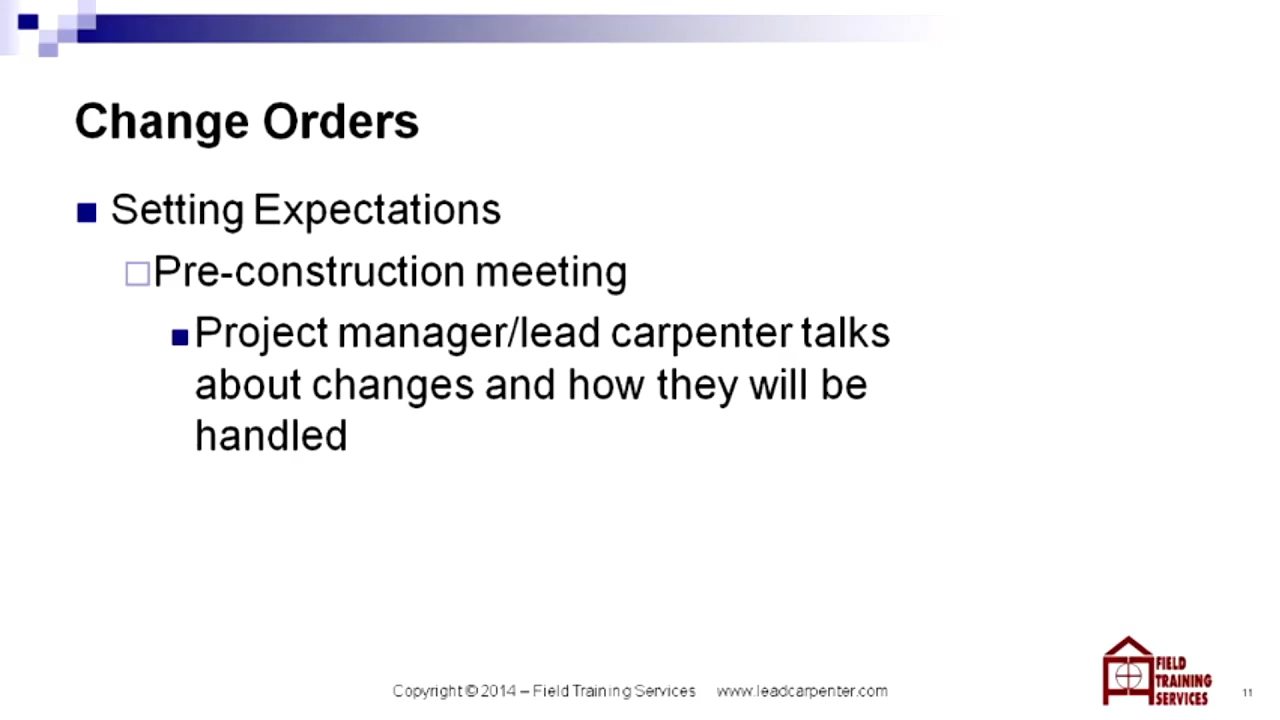 Change Orders
Setting Expectations
Pre-construction meeting
Project manager/lead carpenter talks
about changes and how they will be
handled
Copyright © 2014 – Field Training Services www.leadcarpenter.com
FIELD
TRAINING
SERVICES
11